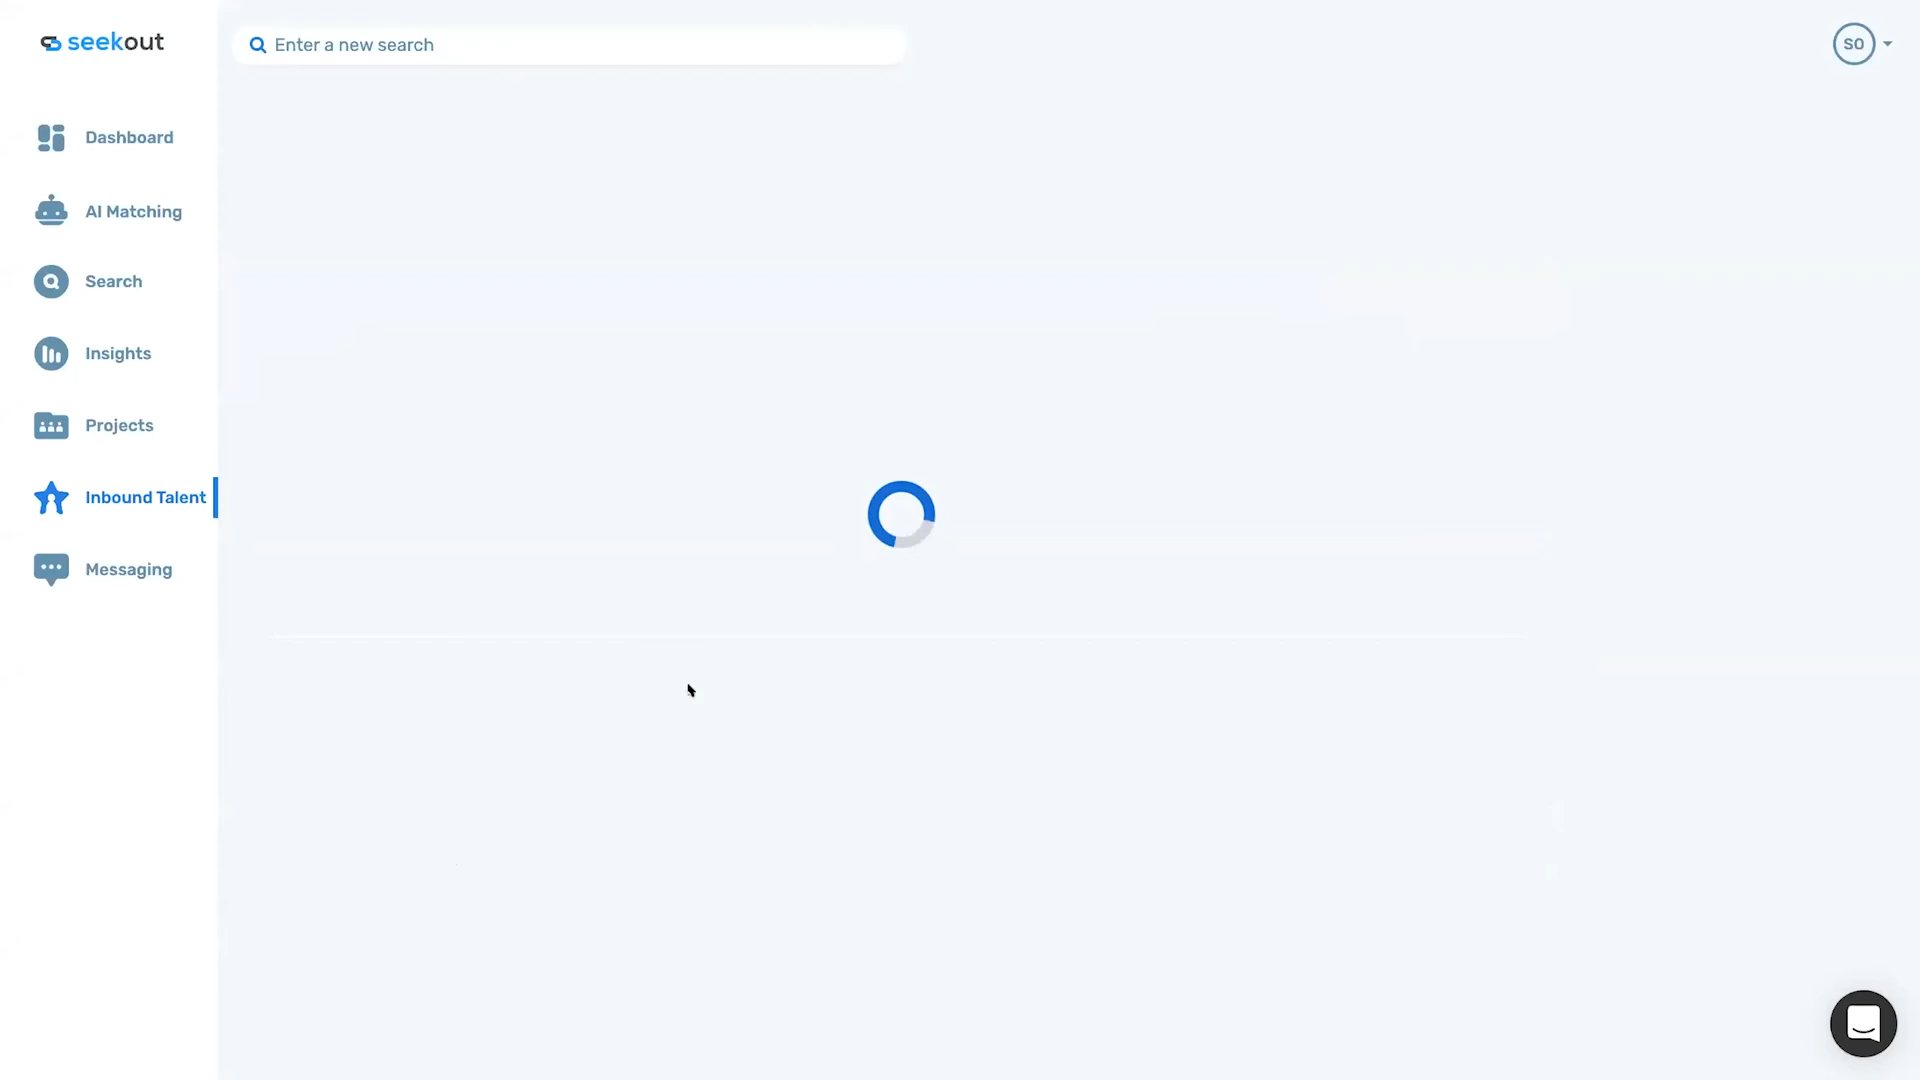 seekout
Enter a new search
SO
Dashboard
AI Matching
Search
Insights
Projects
Inbound Talent
Messaging